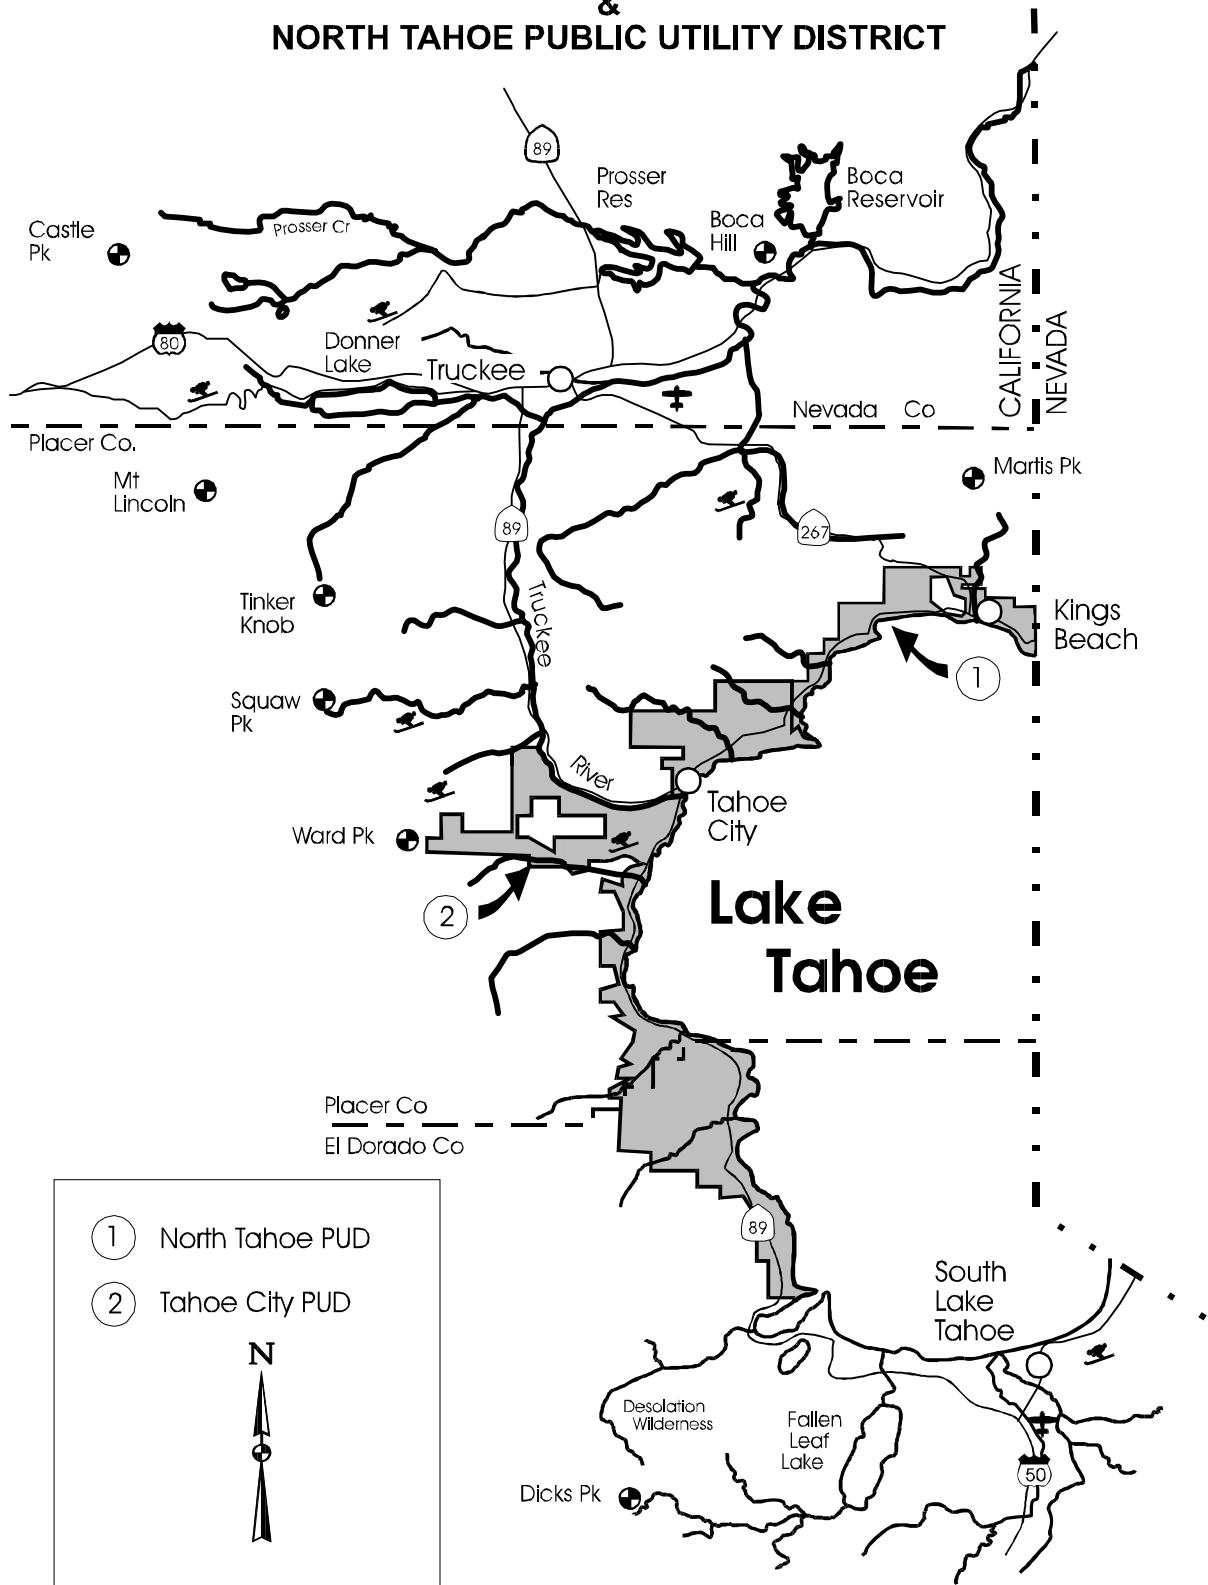 &
NORTH TAHOE PUBLIC UTILITY DISTRICT
89
Prosser
Res
Boca
Reservoir
Boca
Hill
Castle
Pk
Prosser Cr
CALIFORNIA
NEVADA
80
Donner
Lake
Truckee
Nevada Co
Placer Co.
Mt
Lincoln
Martis Pk
89
267
Tinker
Knob
Truckee
Kings
Beach
1
Squaw
Pk
River
Tahoe
City
Ward Pk
2
Lake
Tahoe
Placer Co
El Dorado Co
1 North Tahoe PUD
2 Tahoe City PUD
N
89
South
Lake
Tahoe
Desolation
Wilderness
Fallen
Leaf
Lake
50
Dicks Pk